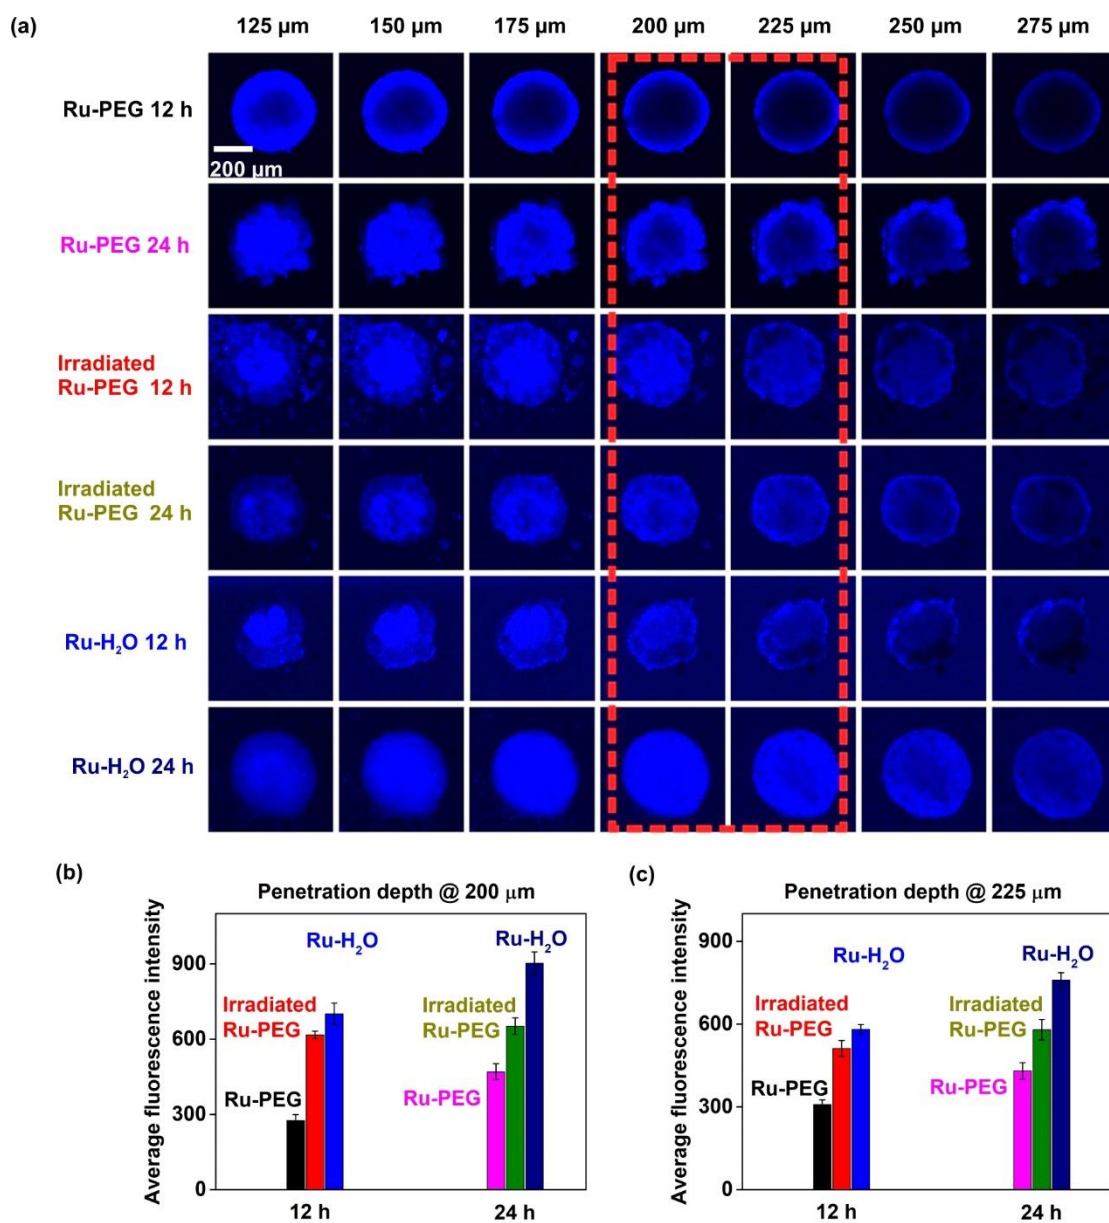 (a)
125 μm 150 μm 175 μm 200 μm 225 μm 250 μm 275 μm
Ru-PEG 12 h
200 μm
Ru-PEG 24 h
Irradiated
Ru-PEG 12 h
Irradiated
Ru-PEG 24 h
Ru-H₂O 12 h
Ru-H₂O 24 h
(b)
Penetration depth @ 200 μm
Average fluorescence intensity
900
600
300
0
Ru-H₂O
Irradiated
Ru-PEG
Ru-PEG
Ru-H₂O
Irradiated
Ru-PEG
Ru-PEG
12 h 24 h
(c)
Penetration depth @ 225 μm
Average fluorescence intensity
900
600
300
0
Ru-H₂O
Irradiated
Ru-PEG
Ru-PEG
Ru-H₂O
Irradiated
Ru-PEG
Ru-PEG
12 h 24 h